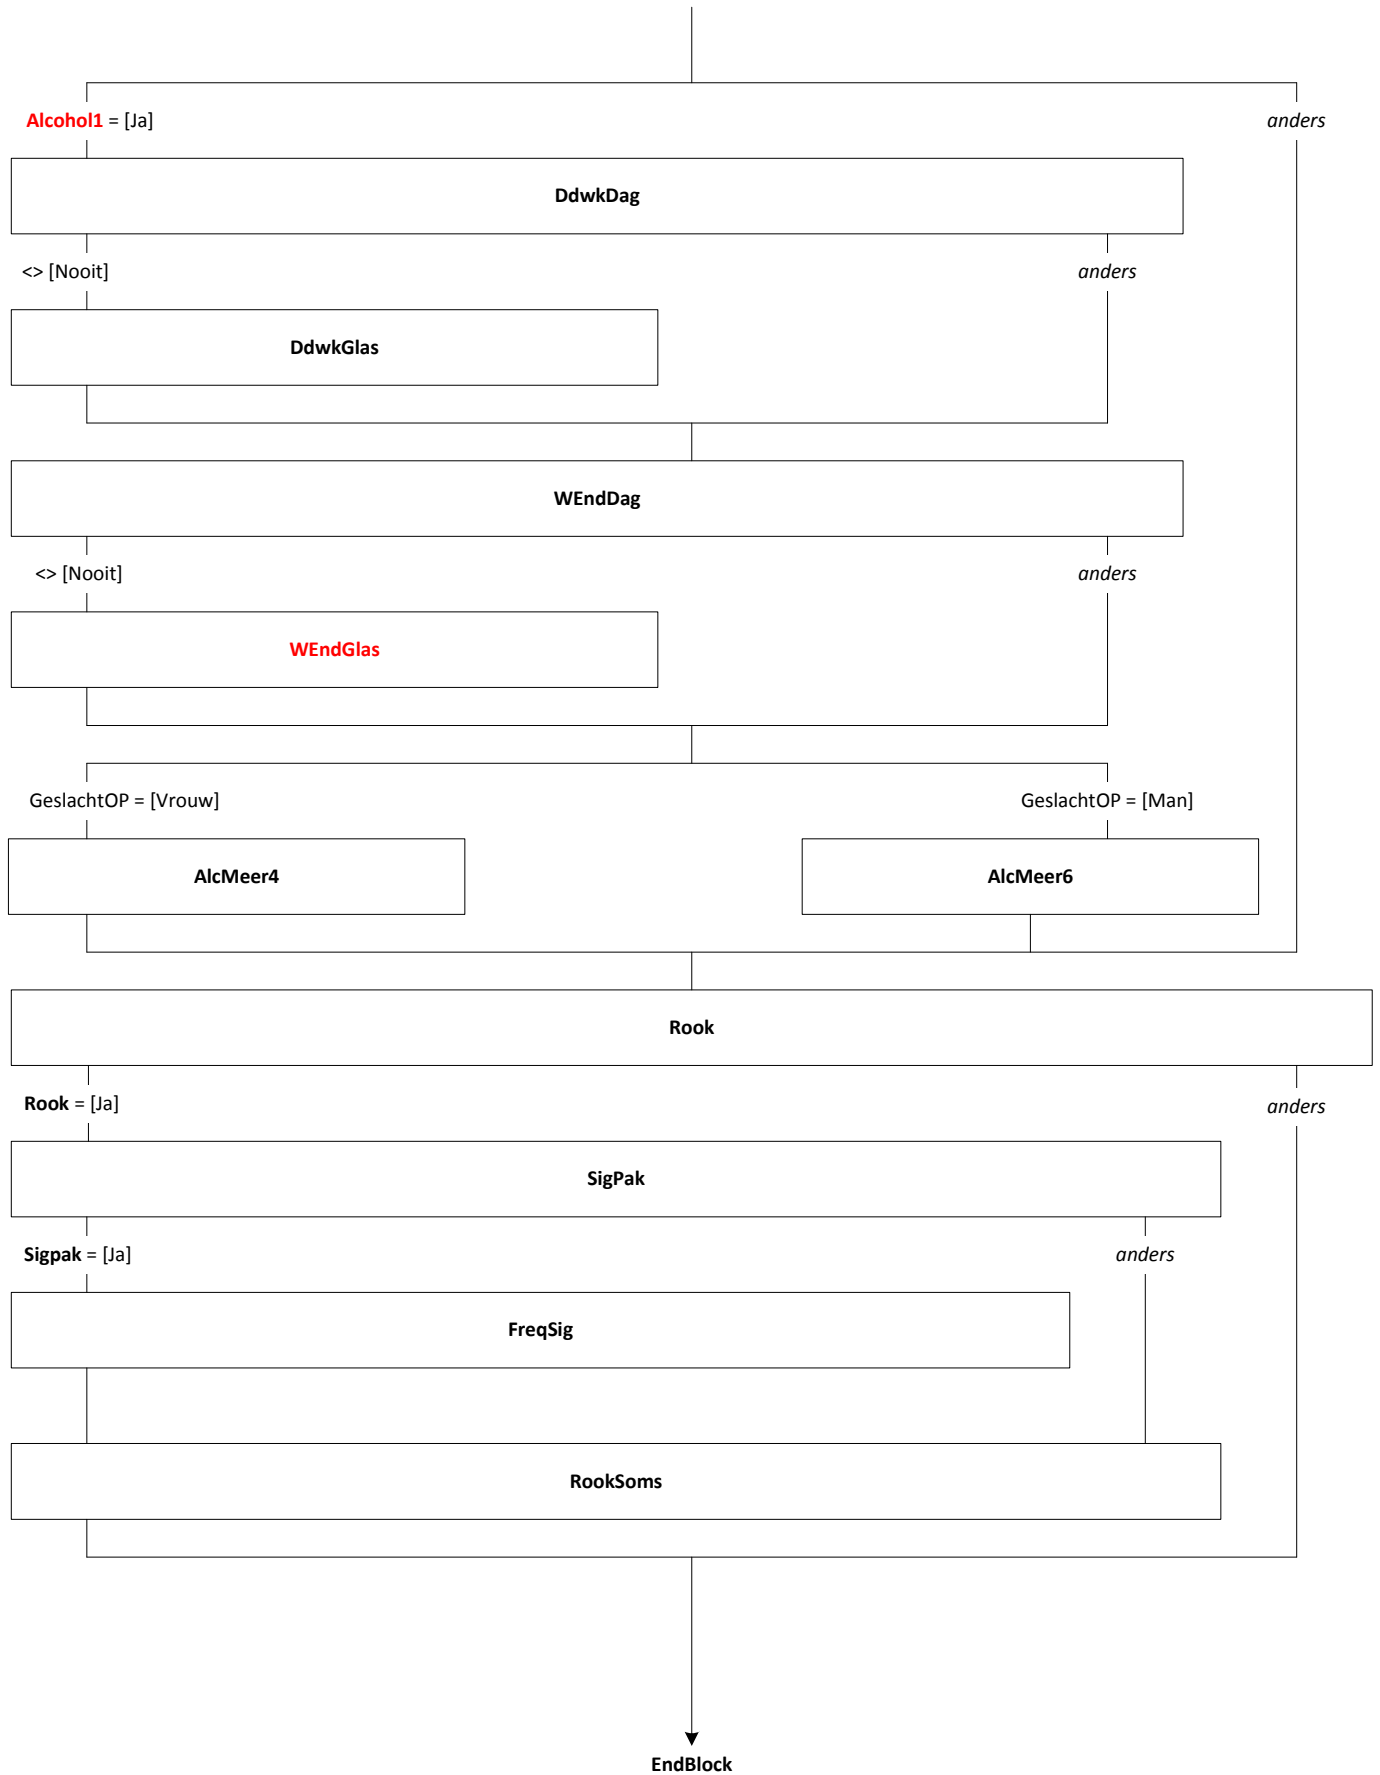 Alcohol1 = [Ja]
anders
DdwkDag
<> [Nooit]
anders
DdwkGlas
WEndDag
<> [Nooit]
anders
WEndGlas
GeslachtOP = [Vrouw]
GeslachtOP = [Man]
AlcMeer4
AlcMeer6
Rook
Rook = [Ja]
anders
SigPak
Sigpak = [Ja]
anders
FreqSig
RookSoms
EndBlock